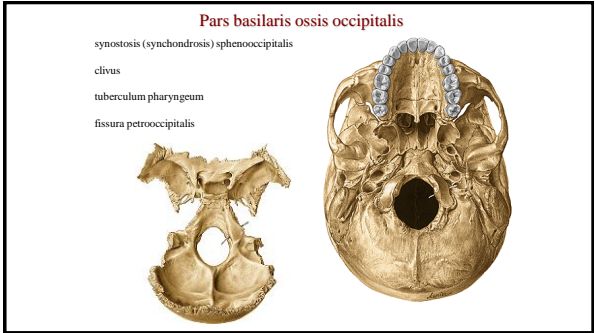 Pars basilaris ossis occipitalis
synostosis (synchondrosis) sphenooccipitalis
clivus
tuberculum pharyngeum
fissura petrooccipitalis